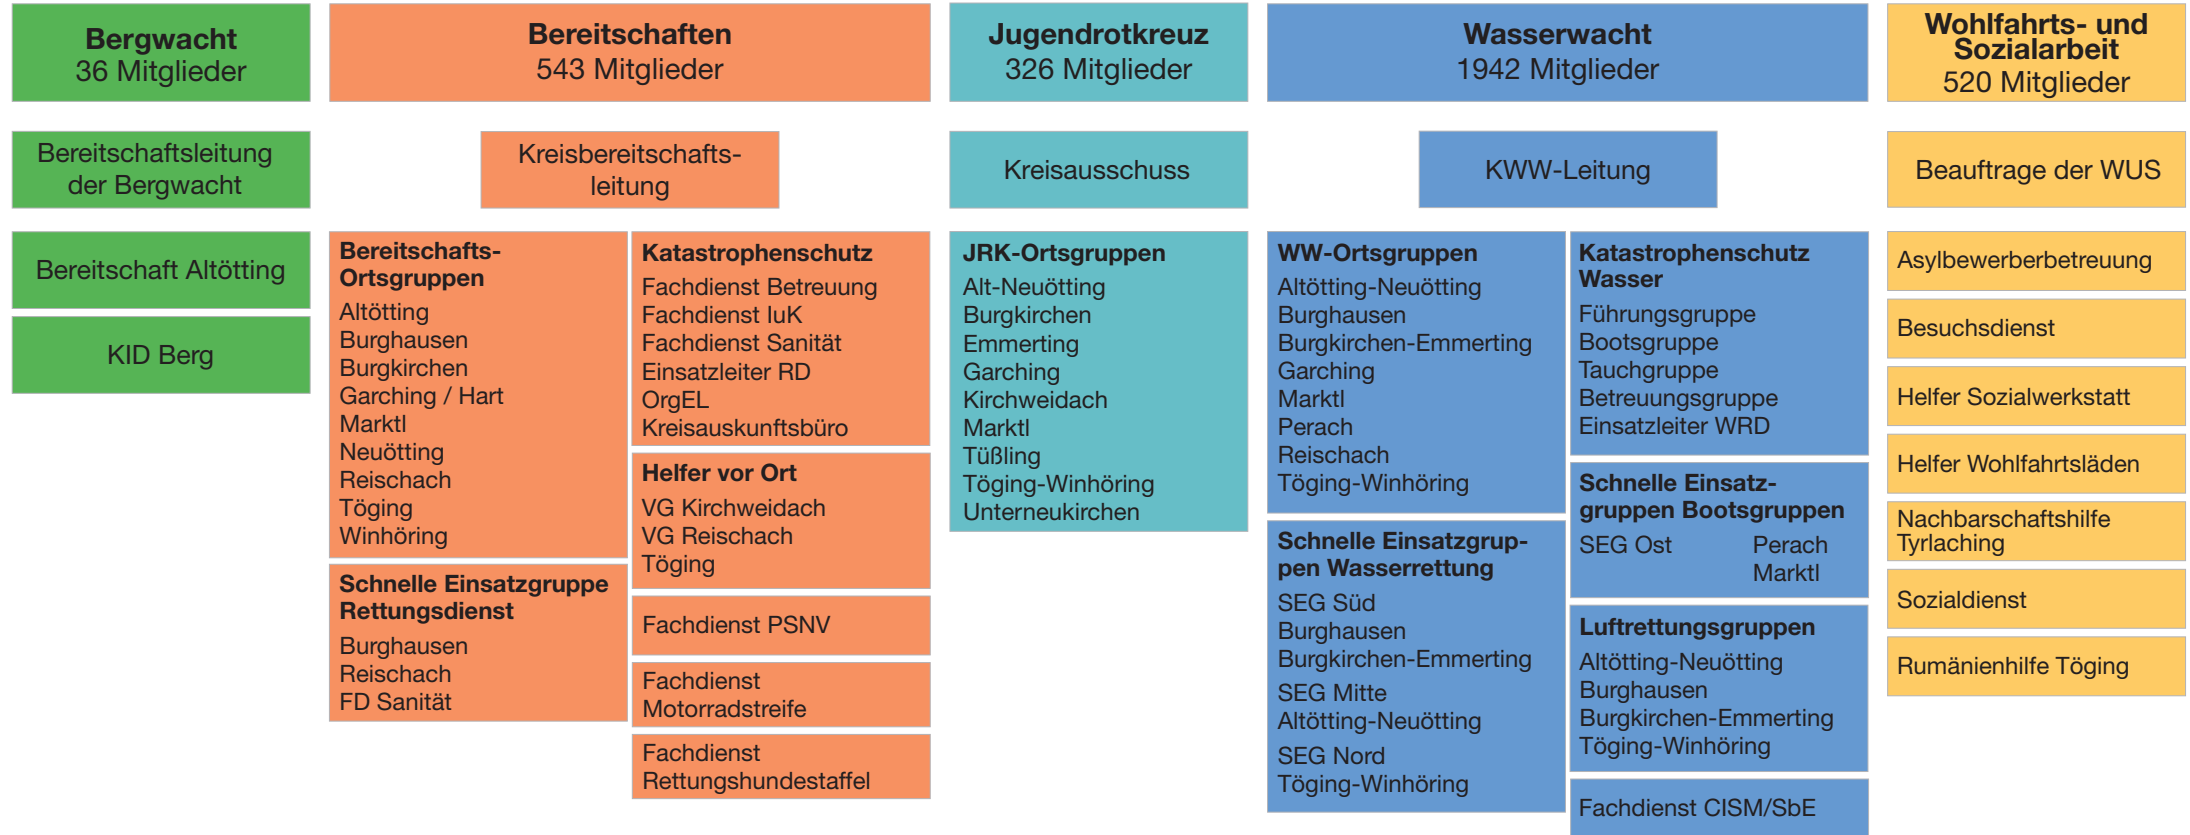 Bergwacht
36 Mitglieder
Bereitschaftsleitung
der Bergwacht
Bereitschaft Altötting
KID Berg
Bereitschaften
543 Mitglieder
Kreisbereitschafts-
leitung
Bereitschafts-
Ortsgruppen
Altötting
Burghausen
Burgkirchen
Garching / Hart
Marktl
Neuötting
Reischach
Töging
Winhöring
Schnelle Einsatzgruppe
Rettungsdienst
Burghausen
Reischach
FD Sanität
Katastrophenschutz
Fachdienst Betreuung
Fachdienst IuK
Fachdienst Sanität
Einsatzleiter RD
OrgEL
Kreisauskunftsbüro
Helfer vor Ort
VG Kirchweidach
VG Reischach
Töging
Fachdienst PSNV
Fachdienst
Motorradstreife
Fachdienst
Rettungshundestaffel
Jugendrotkreuz
326 Mitglieder
Kreisausschuss
JRK-Ortsgruppen
Alt-Neuötting
Burgkirchen
Emmerting
Garching
Kirchweidach
Marktl
Tüßling
Töging-Winhöring
Unterneukirchen
Wasserwacht
1942 Mitglieder
KWW-Leitung
WW-Ortsgruppen
Altötting-Neuötting
Burghausen
Burgkirchen-Emmerting
Garching
Marktl
Perach
Reischach
Töging-Winhöring
Schnelle Einsatzgrup-
pen Wasserrettung
SEG Süd
Burghausen
Burgkirchen-Emmerting
SEG Mitte
Altötting-Neuötting
SEG Nord
Töging-Winhöring
Katastrophenschutz
Wasser
Führungsgruppe
Bootsgruppe
Tauchgruppe
Betreuungsgruppe
Einsatzleiter WRD
Schnelle Einsatz-
gruppen Bootsgruppen
SEG Ost Perach
Marktl
Luftrettungsgruppen
Altötting-Neuötting
Burghausen
Burgkirchen-Emmerting
Töging-Winhöring
Fachdienst CISM/SbE
Wohlfahrts- und
Sozialarbeit
520 Mitglieder
Beauftrage der WUS
Asylbewerberbetreuung
Besuchsdienst
Helfer Sozialwerkstatt
Helfer Wohlfahrtsläden
Nachbarschaftshilfe
Tyrlaching
Sozialdienst
Rumänienhilfe Töging